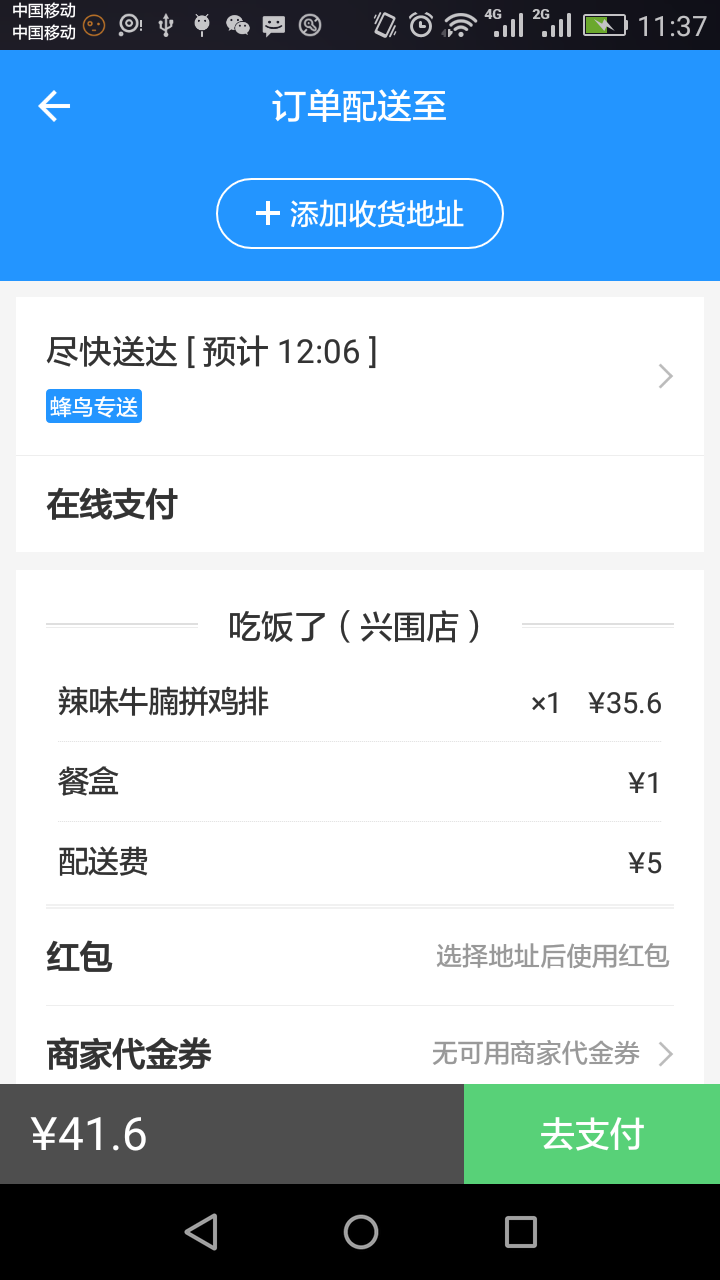 中国移动
中国移动
4G
2G
11:37
订单配送至
+ 添加收货地址
尽快送达 [ 预计 12:06 ]
蜂鸟专送
在线支付
吃饭了（兴围店）
辣味牛腩拼鸡排 ×1 ¥35.6
餐盒 ¥1
配送费 ¥5
红包 选择地址后使用红包
商家代金券 无可用商家代金券
¥41.6 去支付